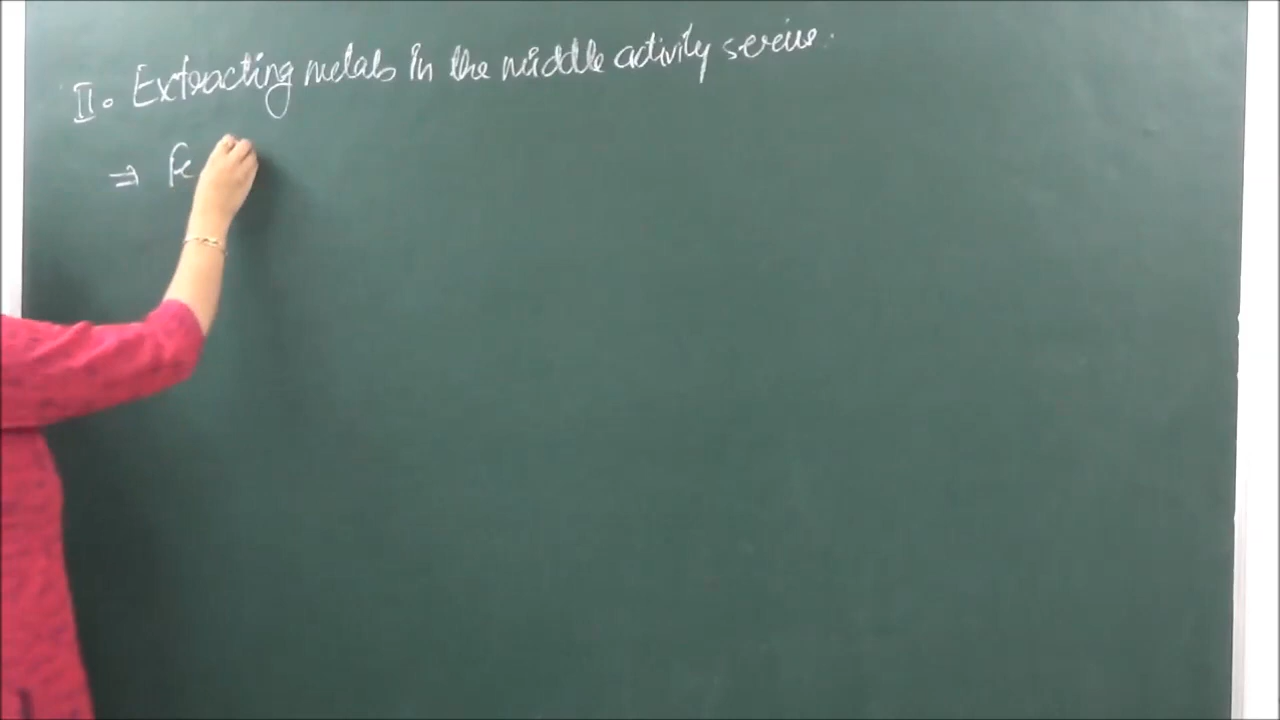 II. Extracting metals in the middle activity series.
⇒ Fe